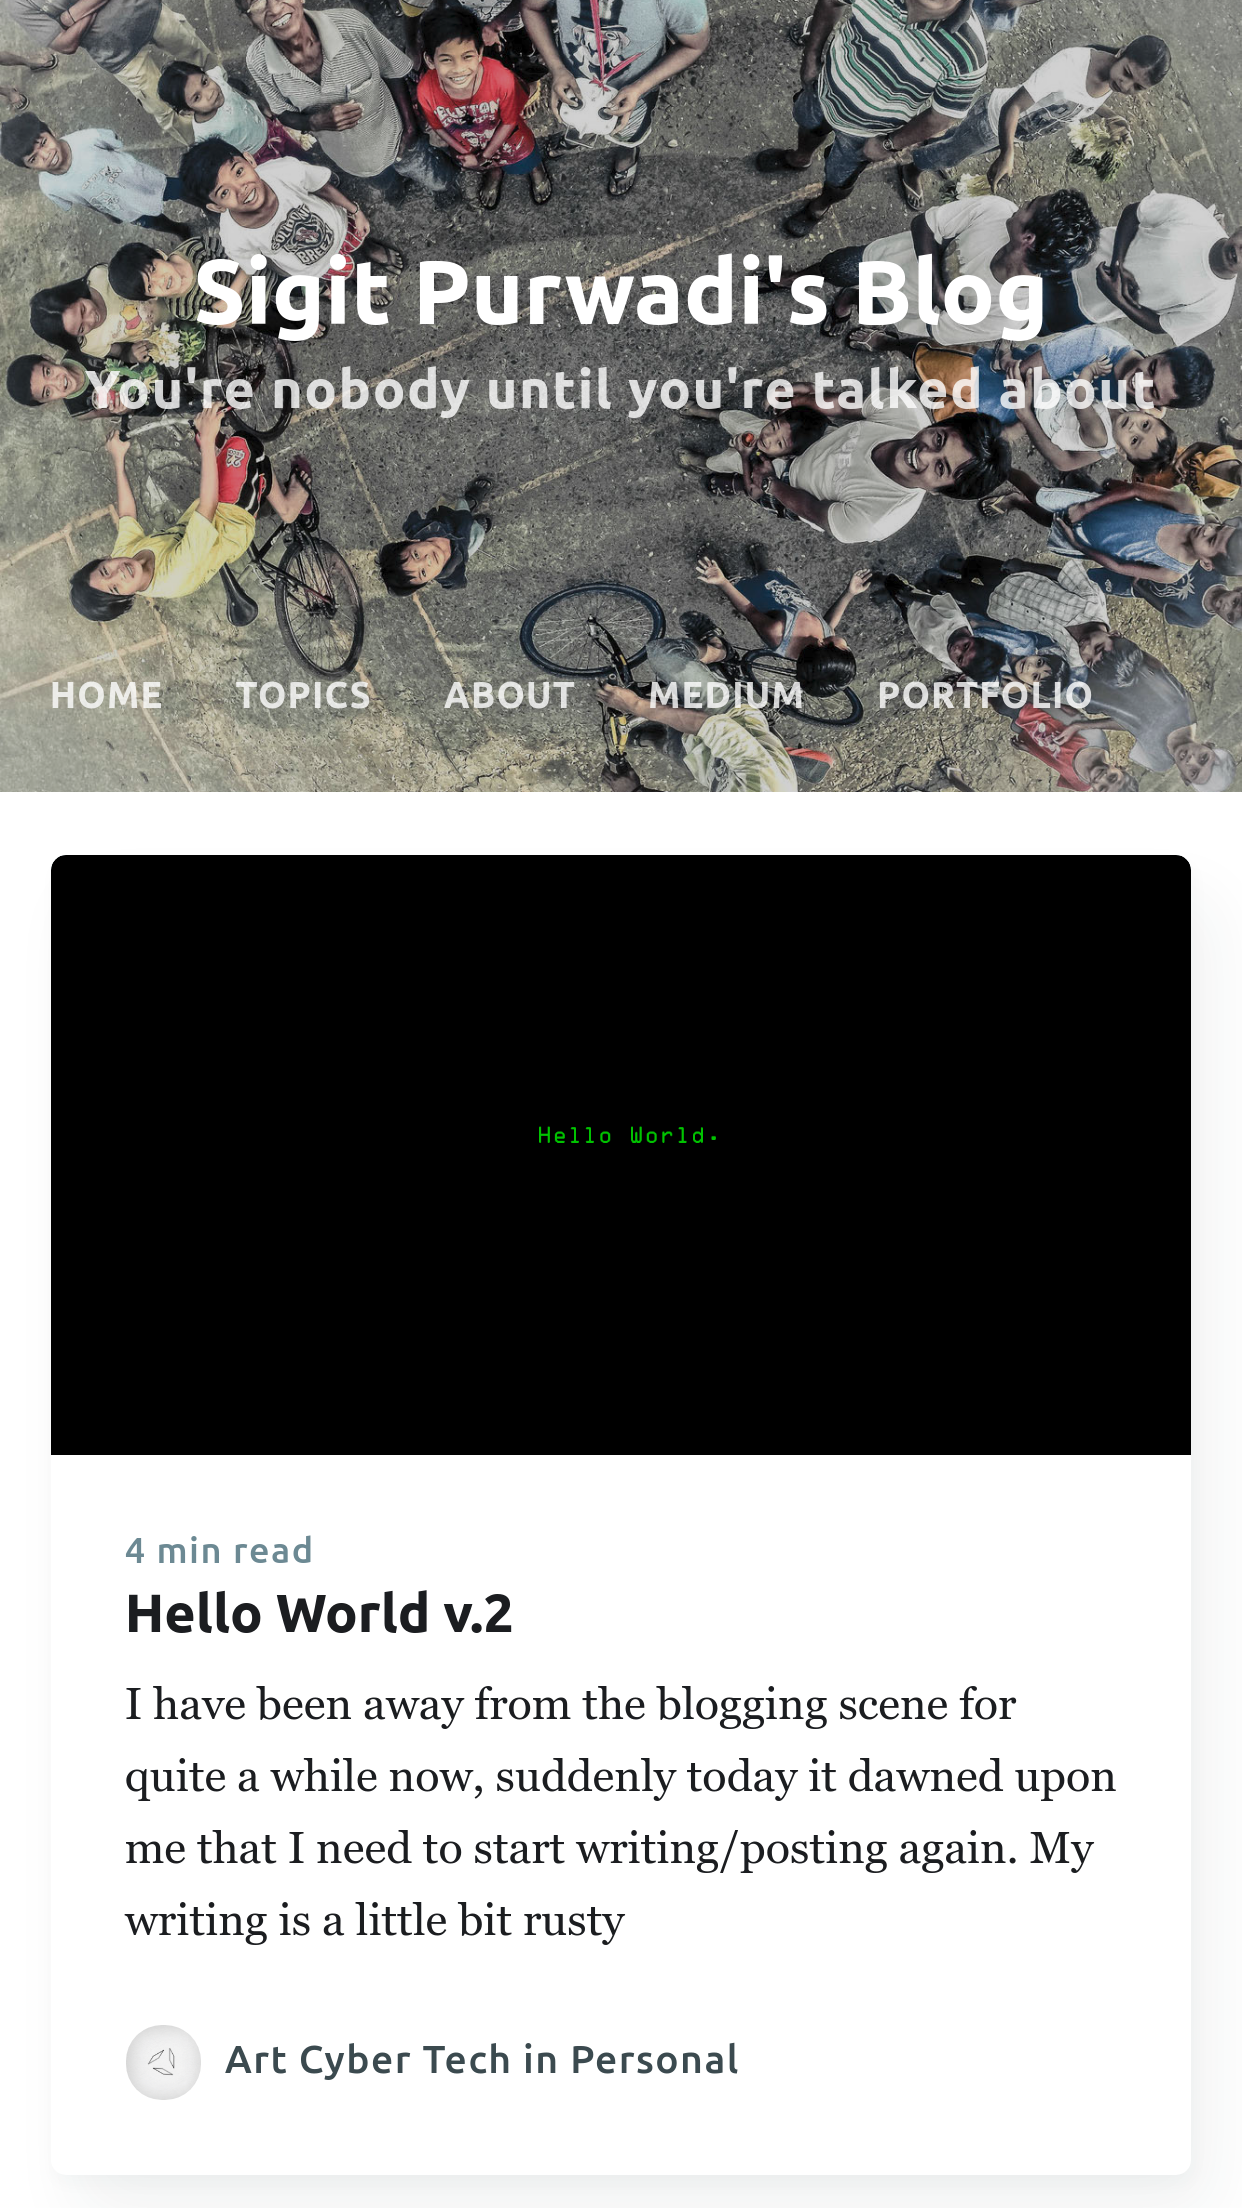 Sigit Purwadi's Blog
You're nobody until you're talked about
HOME TOPICS ABOUT MEDIUM PORTFOLIO
Hello World.
4 min read
Hello World v.2
I have been away from the blogging scene for
quite a while now, suddenly today it dawned upon
me that I need to start writing/posting again. My
writing is a little bit rusty
Art Cyber Tech in Personal